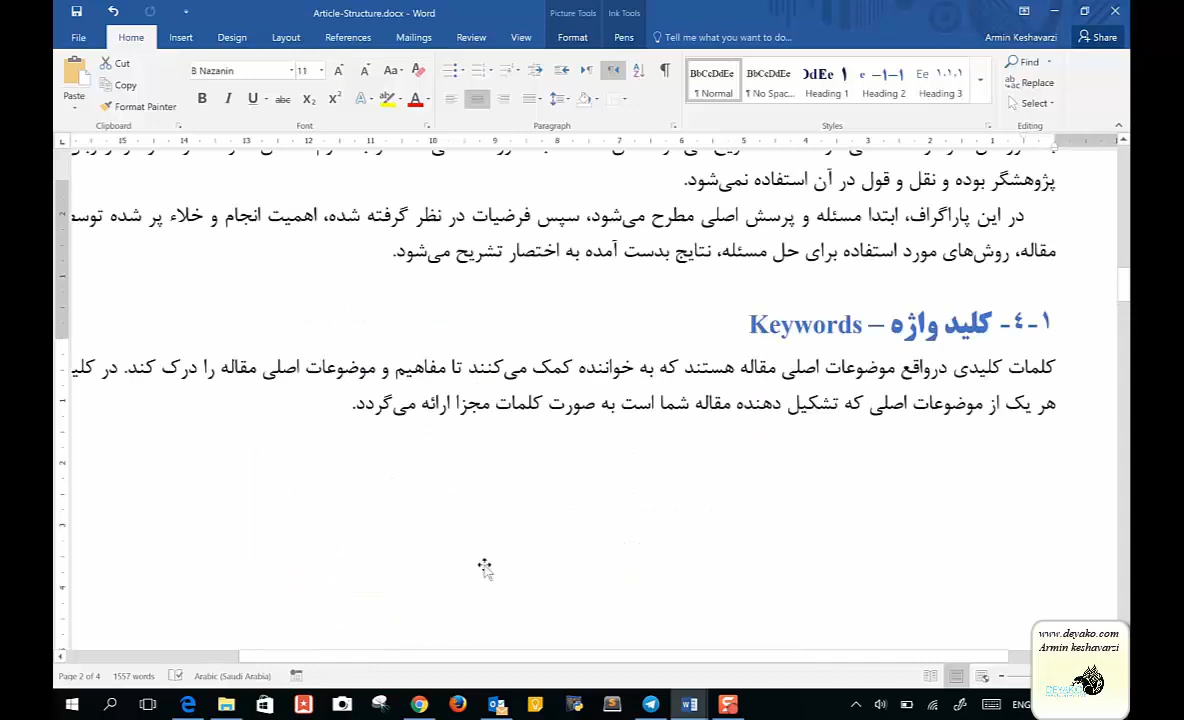 Article-Structure.docx - Word
Picture Tools
Ink Tools
File
Home
Insert
Design
Layout
References
Mailings
Review
View
Format
Pens
Tell me what you want to do...
Armin Keshavarzi
Share
Paste
Cut
Copy
Format Painter
Clipboard
B Nazanin
11
Font
Paragraph
BbCcDdEe
¶ Normal
BbCcDdEe
¶ No Spac...
Heading 1
Heading 2
Heading 3
Styles
Find
Replace
Select
Editing
پژوهشگر بوده و نقل و قول در آن استفاده نمی‌شود.
در این پاراگراف، ابتدا مسئله و پرسش اصلی مطرح می‌شود، سپس فرضیات در نظر گرفته شده، اهمیت انجام و خلاء پر شده توسط
مقاله، روش‌های مورد استفاده برای حل مسئله، نتایج بدست آمده به اختصار تشریح می‌شود.
۱-۴- کلید واژه – Keywords
کلمات کلیدی درواقع موضوعات اصلی مقاله هستند که به خواننده کمک می‌کنند تا مفاهیم و موضوعات اصلی مقاله را درک کند. در
هر یک از موضوعات اصلی که تشکیل دهنده مقاله شما است به صورت کلمات مجزا ارائه می‌گردد.
Page 2 of 4
1557 words
Arabic (Saudi Arabia)
www.deyako.com
Armin keshavarzi
DEYAKO
ENG